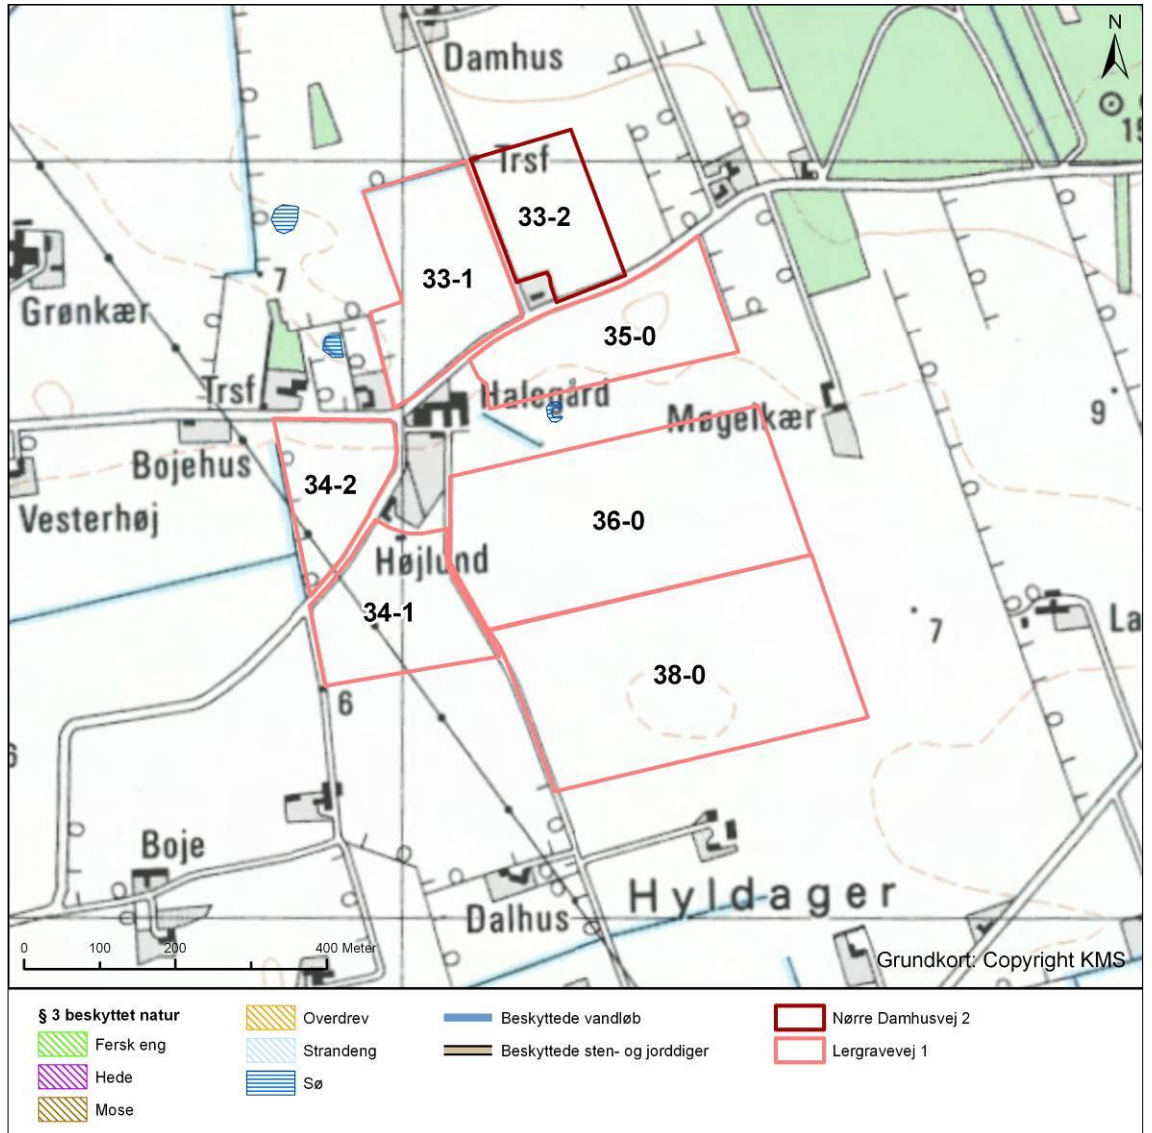 N
Damhus
15
Trsf
33-2
33-1
7
Grønkær
35-0
Trsf
Halegård
Møgelkær
9
Bojehus
34-2
36-0
Vesterhøj
Højlund
34-1
7
La
38-0
6
Boje
Hyldager
Dalhus
0 100 200 400 Meter
Grundkort: Copyright KMS
§ 3 beskyttet natur
Fersk eng
Hede
Mose
Overdrev
Strandeng
Sø
Beskyttede vandløb
Beskyttede sten- og jorddiger
Nørre Damhusvej 2
Lergravevej 1